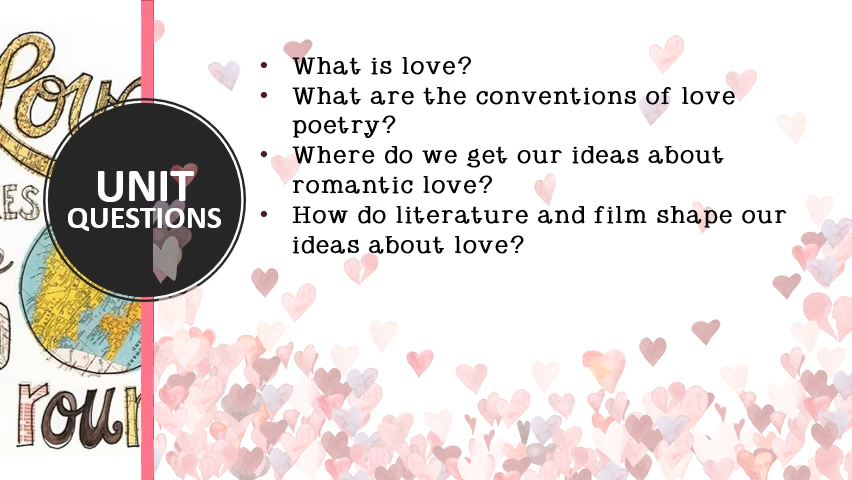 Love
UNIT
QUESTIONS
• What is love?
• What are the conventions of love
poetry?
• Where do we get our ideas about
romantic love?
• How do literature and film shape our
ideas about love?